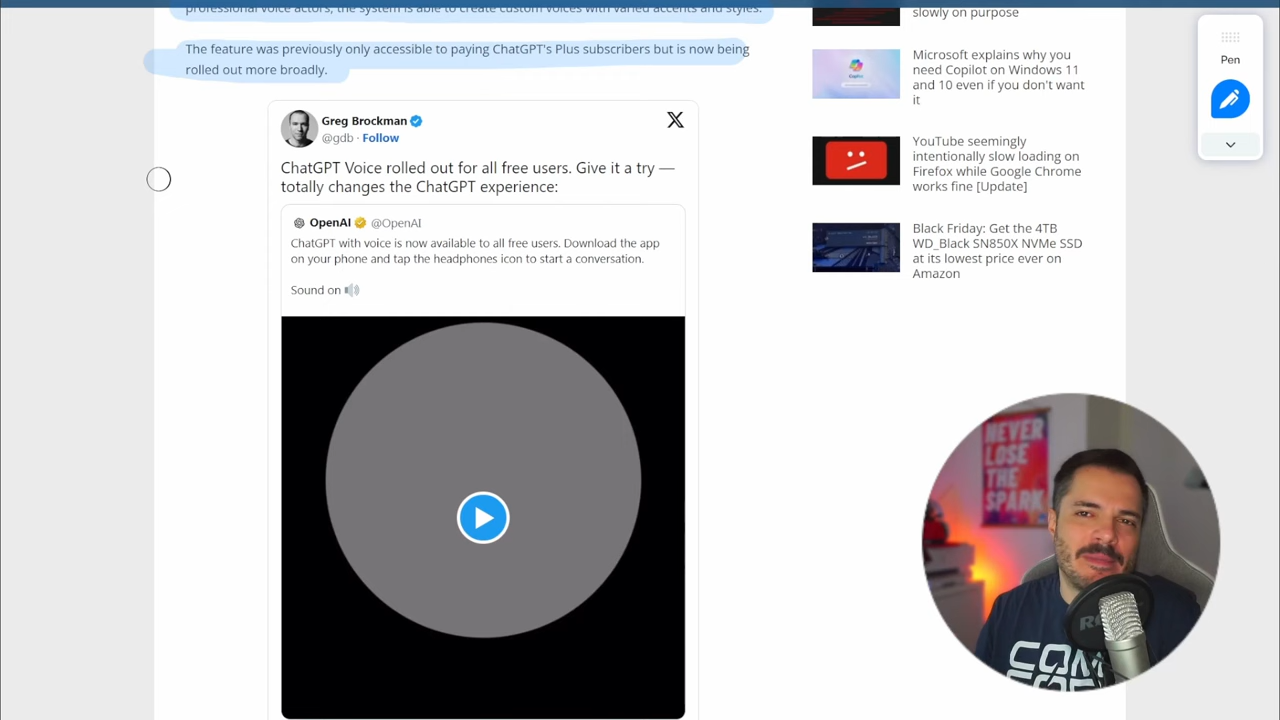 professional voice actors, the system is able to create custom voices with varied accents and styles.
The feature was previously only accessible to paying ChatGPT's Plus subscribers but is now being
rolled out more broadly.
Greg Brockman
@gdb · Follow
X
ChatGPT Voice rolled out for all free users. Give it a try —
totally changes the ChatGPT experience:
OpenAI @OpenAI
ChatGPT with voice is now available to all free users. Download the app
on your phone and tap the headphones icon to start a conversation.
Sound on 🔊
slowly on purpose
Microsoft explains why you
need Copilot on Windows 11
and 10 even if you don't want
it
YouTube seemingly
intentionally slow loading on
Firefox while Google Chrome
works fine [Update]
Black Friday: Get the 4TB
WD_Black SN850X NVMe SSD
at its lowest price ever on
Amazon
Pen
NEVER
LOSE
THE
SPARK